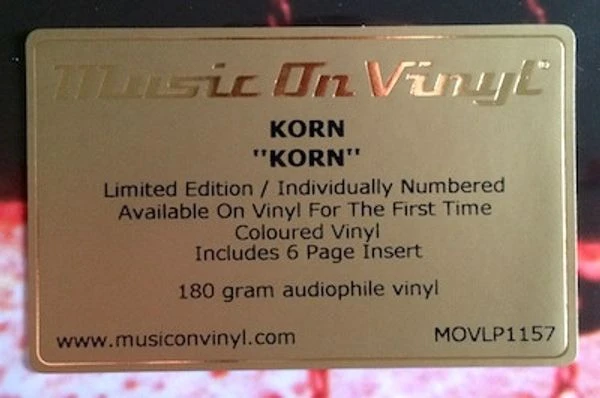 Music On Vinyl™
KORN
"KORN"
Limited Edition / Individually Numbered
Available On Vinyl For The First Time
Coloured Vinyl
Includes 6 Page Insert
180 gram audiophile vinyl
www.musiconvinyl.com MOVLP1157